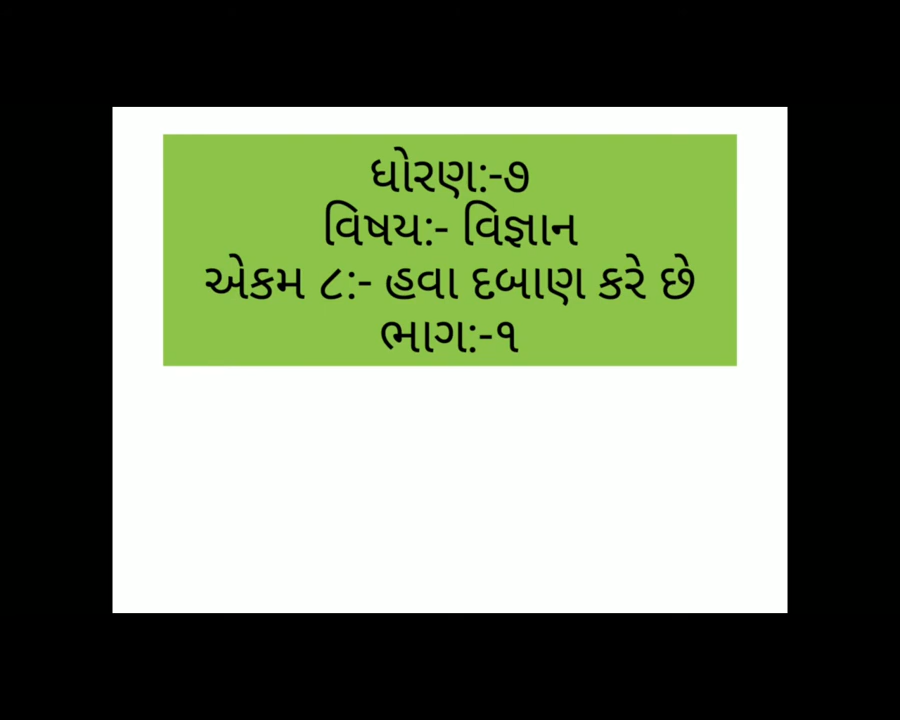 ધોરણ:-૭
વિષય:- વિજ્ઞાન
એકમ ૮:- હવા દબાણ કરે છે
ભાગ:-૧